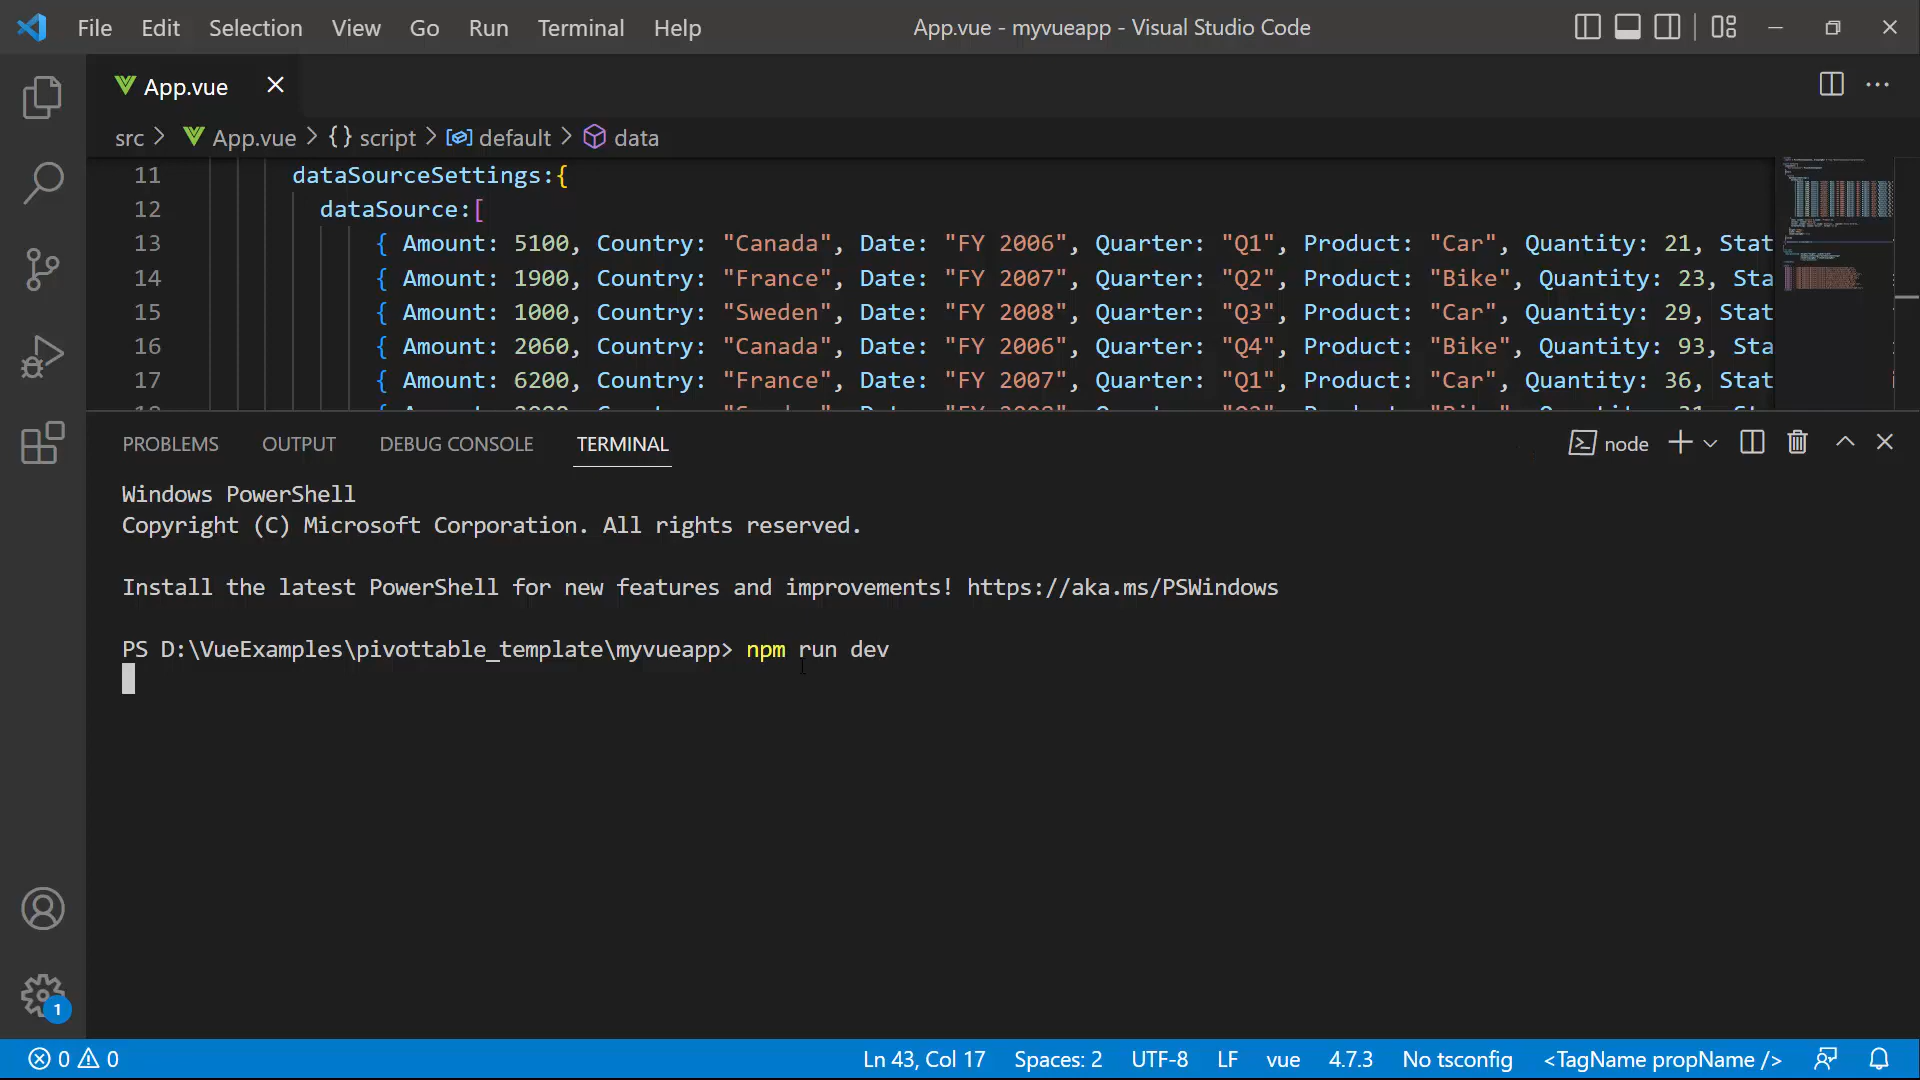 File Edit Selection View Go Run Terminal Help
App.vue - myvueapp - Visual Studio Code
App.vue
src > App.vue > {} script > default > data
11 dataSourceSettings:{
12 dataSource:[
13 { Amount: 5100, Country: "Canada", Date: "FY 2006", Quarter: "Q1", Product: "Car", Quantity: 21, Stat
14 { Amount: 1900, Country: "France", Date: "FY 2007", Quarter: "Q2", Product: "Bike", Quantity: 23, Sta
15 { Amount: 1000, Country: "Sweden", Date: "FY 2008", Quarter: "Q3", Product: "Car", Quantity: 29, Stat
16 { Amount: 2060, Country: "Canada", Date: "FY 2006", Quarter: "Q4", Product: "Bike", Quantity: 93, Sta
17 { Amount: 6200, Country: "France", Date: "FY 2007", Quarter: "Q1", Product: "Car", Quantity: 36, Stat
PROBLEMS OUTPUT DEBUG CONSOLE TERMINAL
node
Windows PowerShell
Copyright (C) Microsoft Corporation. All rights reserved.
Install the latest PowerShell for new features and improvements! https://aka.ms/PSWindows
PS D:\VueExamples\pivottable_template\myvueapp> npm run dev
1
0 0 Ln 43, Col 17 Spaces: 2 UTF-8 LF vue 4.7.3 No tsconfig <TagName propName />